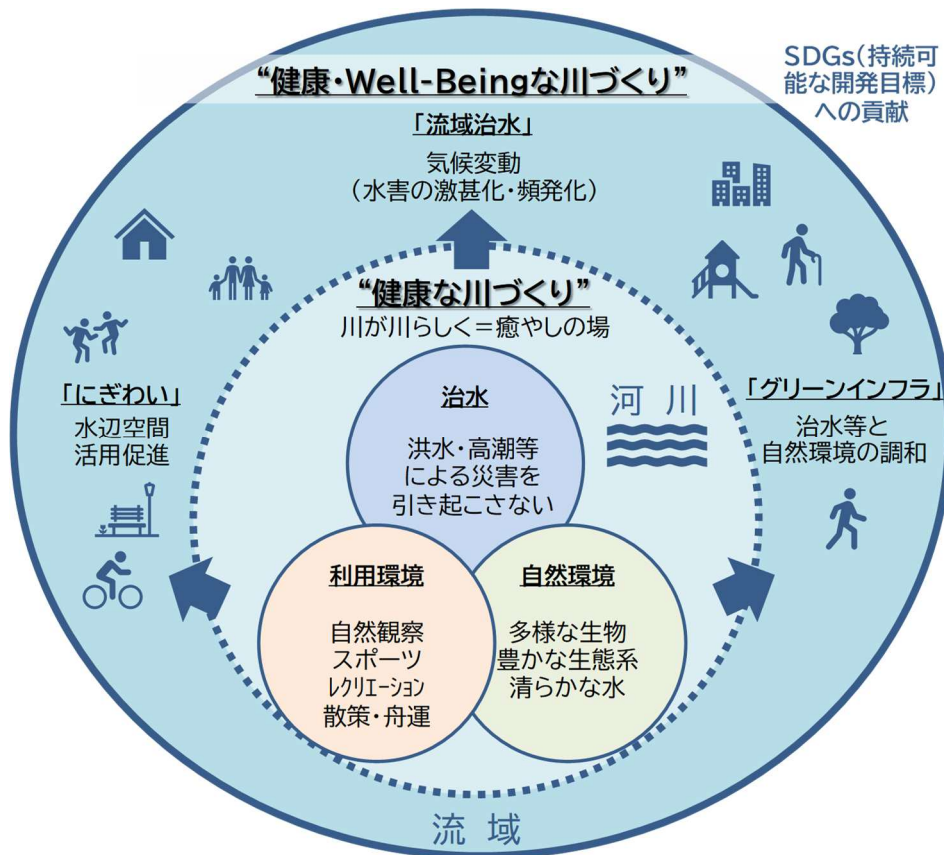 SDGs(持続可
能な開発目標)
への貢献
“健康・Well-Beingな川づくり”
「流域治水」
気候変動
（水害の激甚化・頻発化）
“健康な川づくり”
川が川らしく＝癒やしの場
治水
洪水・高潮等
による災害を
引き起こさない
河 川
「にぎわい」
水辺空間
活用促進
「グリーンインフラ」
治水等と
自然環境の調和
利用環境
自然観察
スポーツ
ﾚｸﾘｴｰｼｮﾝ
散策・舟運
自然環境
多様な生物
豊かな生態系
清らかな水
流 域